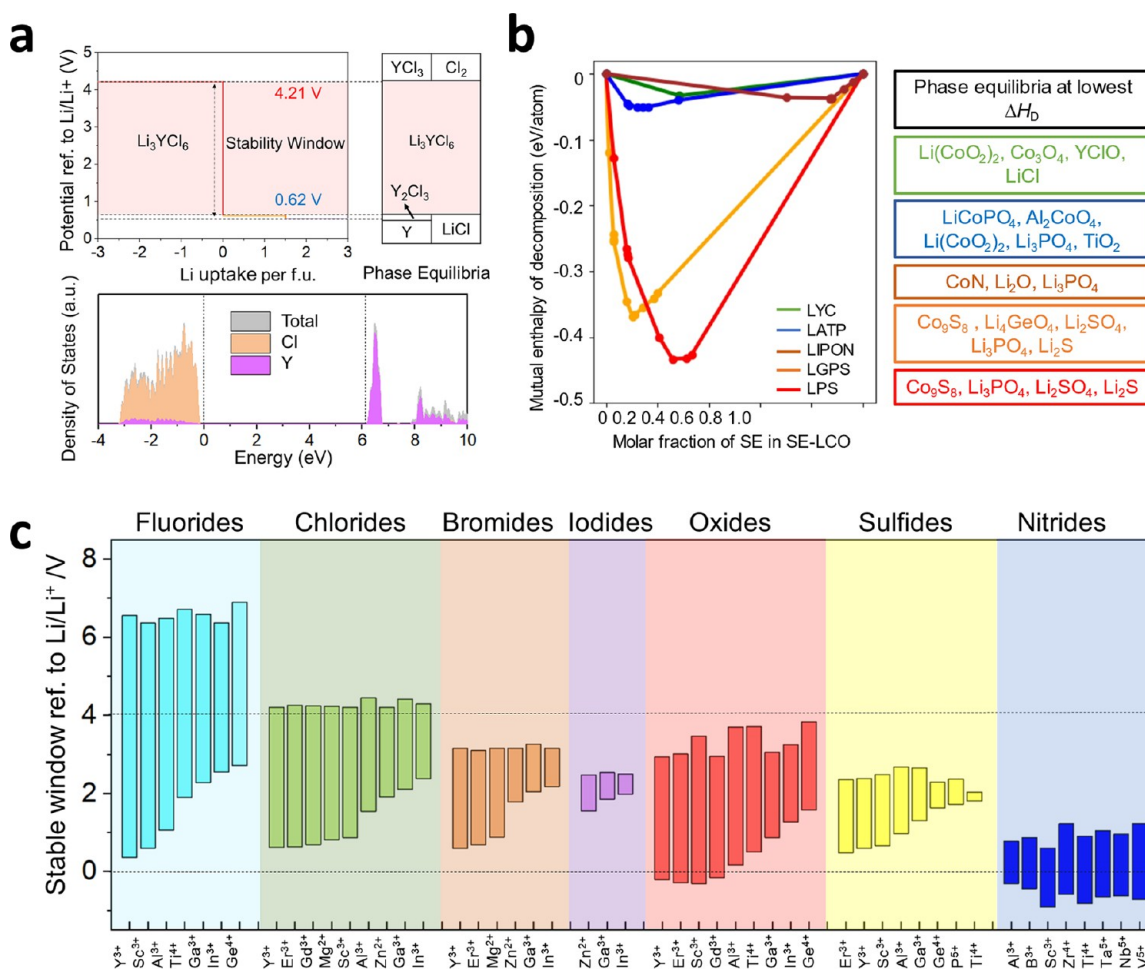 a
Potential ref. to Li/Li+ (V)
5
4
3
2
1
0
4.21 V
Li₃YCl₆
Stability Window
0.62 V
-3
-2
-1
0
1
2
3
Li uptake per f.u.
YCl₃
Cl₂
Li₃YCl₆
Y₂Cl₃
Y
LiCl
Phase Equilibria
Density of States (a.u.)
Total
Cl
Y
-4
-2
0
2
4
6
8
10
Energy (eV)
b
Mutual enthalpy of decomposition (eV/atom)
0
-0.1
-0.2
-0.3
-0.4
-0.5
LYC
LATP
LIPON
LGPS
LPS
0
0.2
0.4
0.6
0.8
1.0
Molar fraction of SE in SE-LCO
Phase equilibria at lowest
ΔH_D
Li(CoO₂)₂, Co₃O₄, YClO,
LiCl
LiCoPO₄, Al₂CoO₄,
Li(CoO₂)₂, Li₃PO₄, TiO₂
CoN, Li₂O, Li₃PO₄
Co₉S₈ , Li₄GeO₄, Li₂SO₄,
Li₃PO₄, Li₂S
Co₉S₈, Li₃PO₄, Li₂SO₄, Li₂S
c
Fluorides
Chlorides
Bromides
Iodides
Oxides
Sulfides
Nitrides
Stable window ref. to Li/Li⁺ /V
8
6
4
2
0
Y³⁺
Sc³⁺
Al³⁺
Ti⁴⁺
Ga³⁺
In³⁺
Ge⁴⁺
Y³⁺
Er³⁺
Gd³⁺
Mg²⁺
Sc³⁺
Al³⁺
Zn²⁺
Ga³⁺
In³⁺
Y³⁺
Er³⁺
Mg²⁺
Zn²⁺
Ga³⁺
In³⁺
Zn²⁺
Ga³⁺
In³⁺
Y³⁺
Er³⁺
Sc³⁺
Gd³⁺
Al³⁺
Ti⁴⁺
Ga³⁺
In³⁺
Ge⁴⁺
Er³⁺
Y³⁺
Sc³⁺
Al³⁺
Ga³⁺
Ge⁴⁺
P⁵⁺
Ti⁴⁺
Al³⁺
B³⁺
Sc³⁺
Zr⁴⁺
Ti⁴⁺
Ta⁵⁺
Nb⁵⁺
V⁵⁺